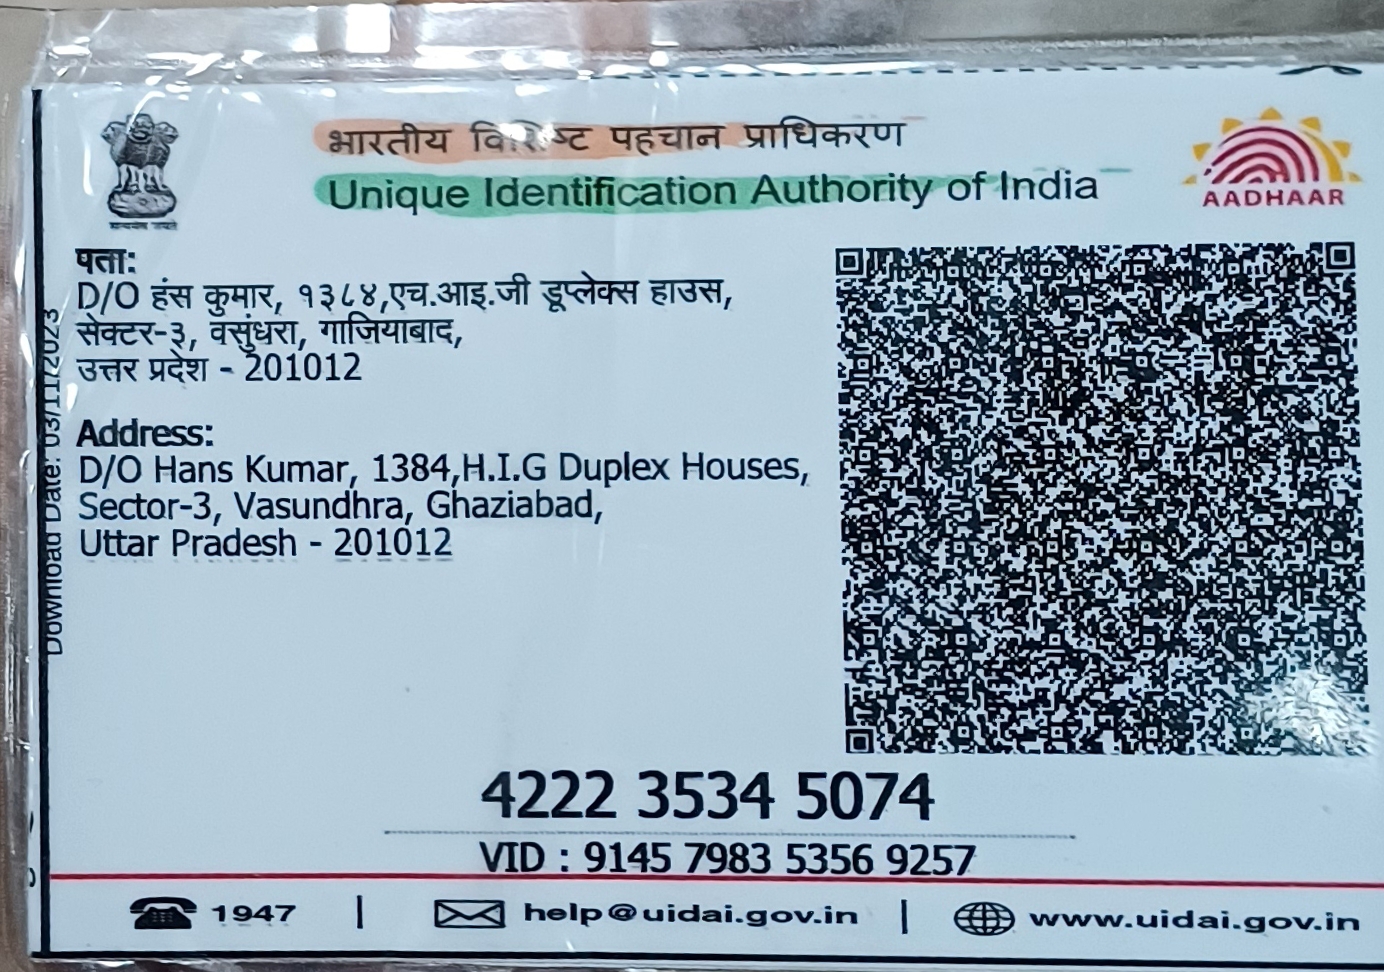 भारतीय विशिष्ट पहचान प्राधिकरण
Unique Identification Authority of India
AADHAAR
पता:
D/O हंस कुमार, १३८४,एच.आइ.जी डूप्लेक्स हाउस,
सेक्टर-३, वसुंधरा, गाजियाबाद,
उत्तर प्रदेश - 201012
Address:
D/O Hans Kumar, 1384,H.I.G Duplex Houses,
Sector-3, Vasundhra, Ghaziabad,
Uttar Pradesh - 201012
Download Date: 03/11/2023
4222 3534 5074
VID : 9145 7983 5356 9257
1947 | help@uidai.gov.in | www.uidai.gov.in